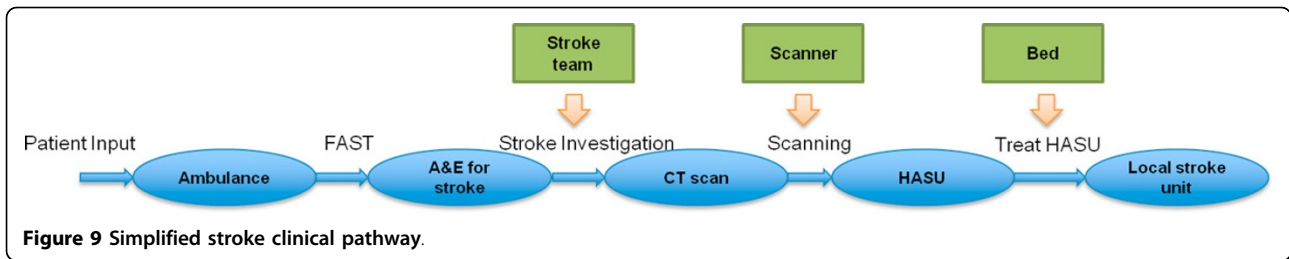 Stroke
team
Scanner
Bed
Patient Input
FAST
Stroke Investigation
Scanning
Treat HASU
Ambulance
A&E for
stroke
CT scan
HASU
Local stroke
unit
Figure 9 Simplified stroke clinical pathway.